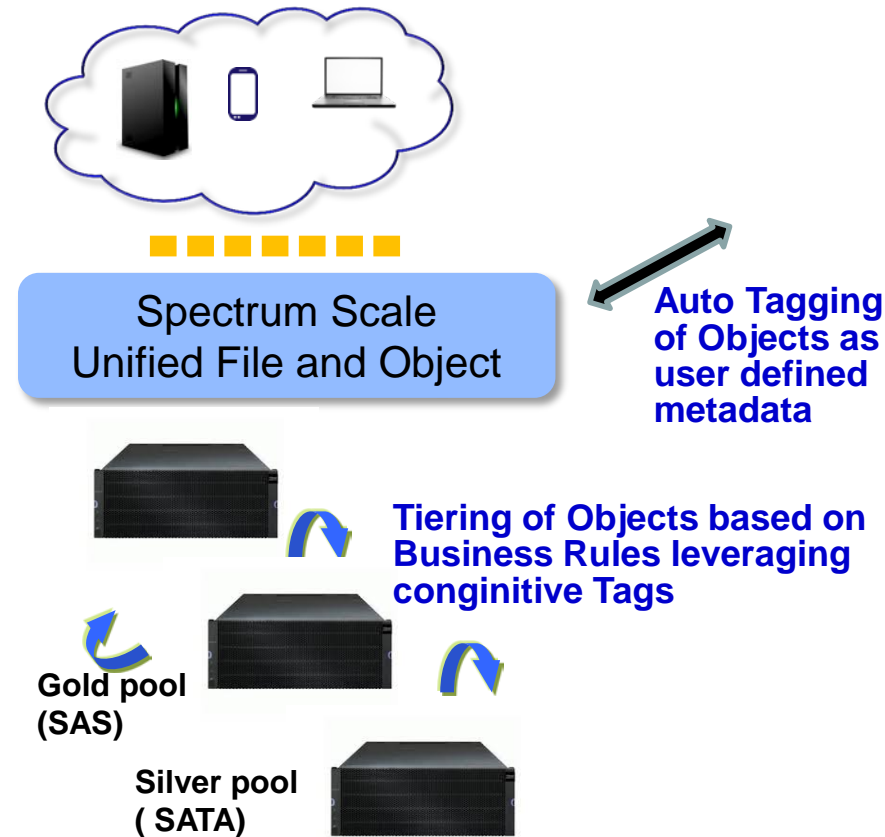 Spectrum Scale
Unified File and Object
Auto Tagging
of Objects as
user defined
metadata
Tiering of Objects based on
Business Rules leveraging
conginitive Tags
Gold pool
(SAS)
Silver pool
( SATA)